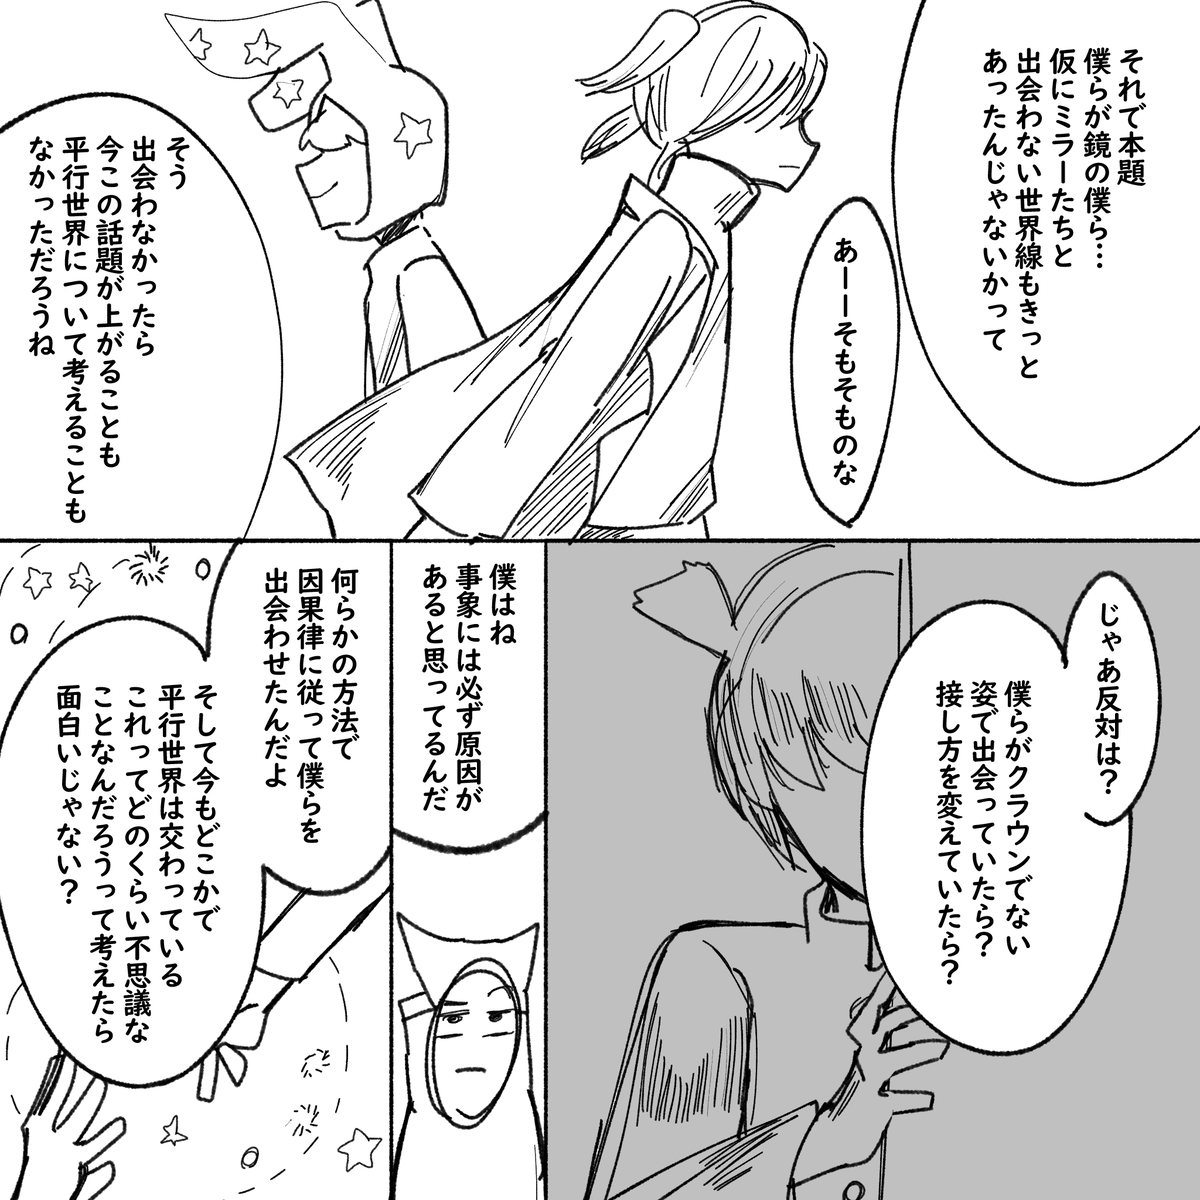 それで本題
僕らが鏡の僕ら…
仮にミラーたちと
出会わない世界線もきっと
あったんじゃないかって
あーーそもそものな
そう
出会わなかったら
今この話題が上がることも
平行世界について考えることも
なかっただろうね
じゃあ反対は？
僕らがクラウンでない
姿で出会っていたら？
接し方を変えていたら？
僕はね
事象には必ず原因が
あると思ってるんだ
何らかの方法で
因果律に従って僕らを
出会わせたんだよ
そして今もどこかで
平行世界は交わっている
これってどのくらい不思議な
ことなんだろうって考えたら
面白いじゃない？